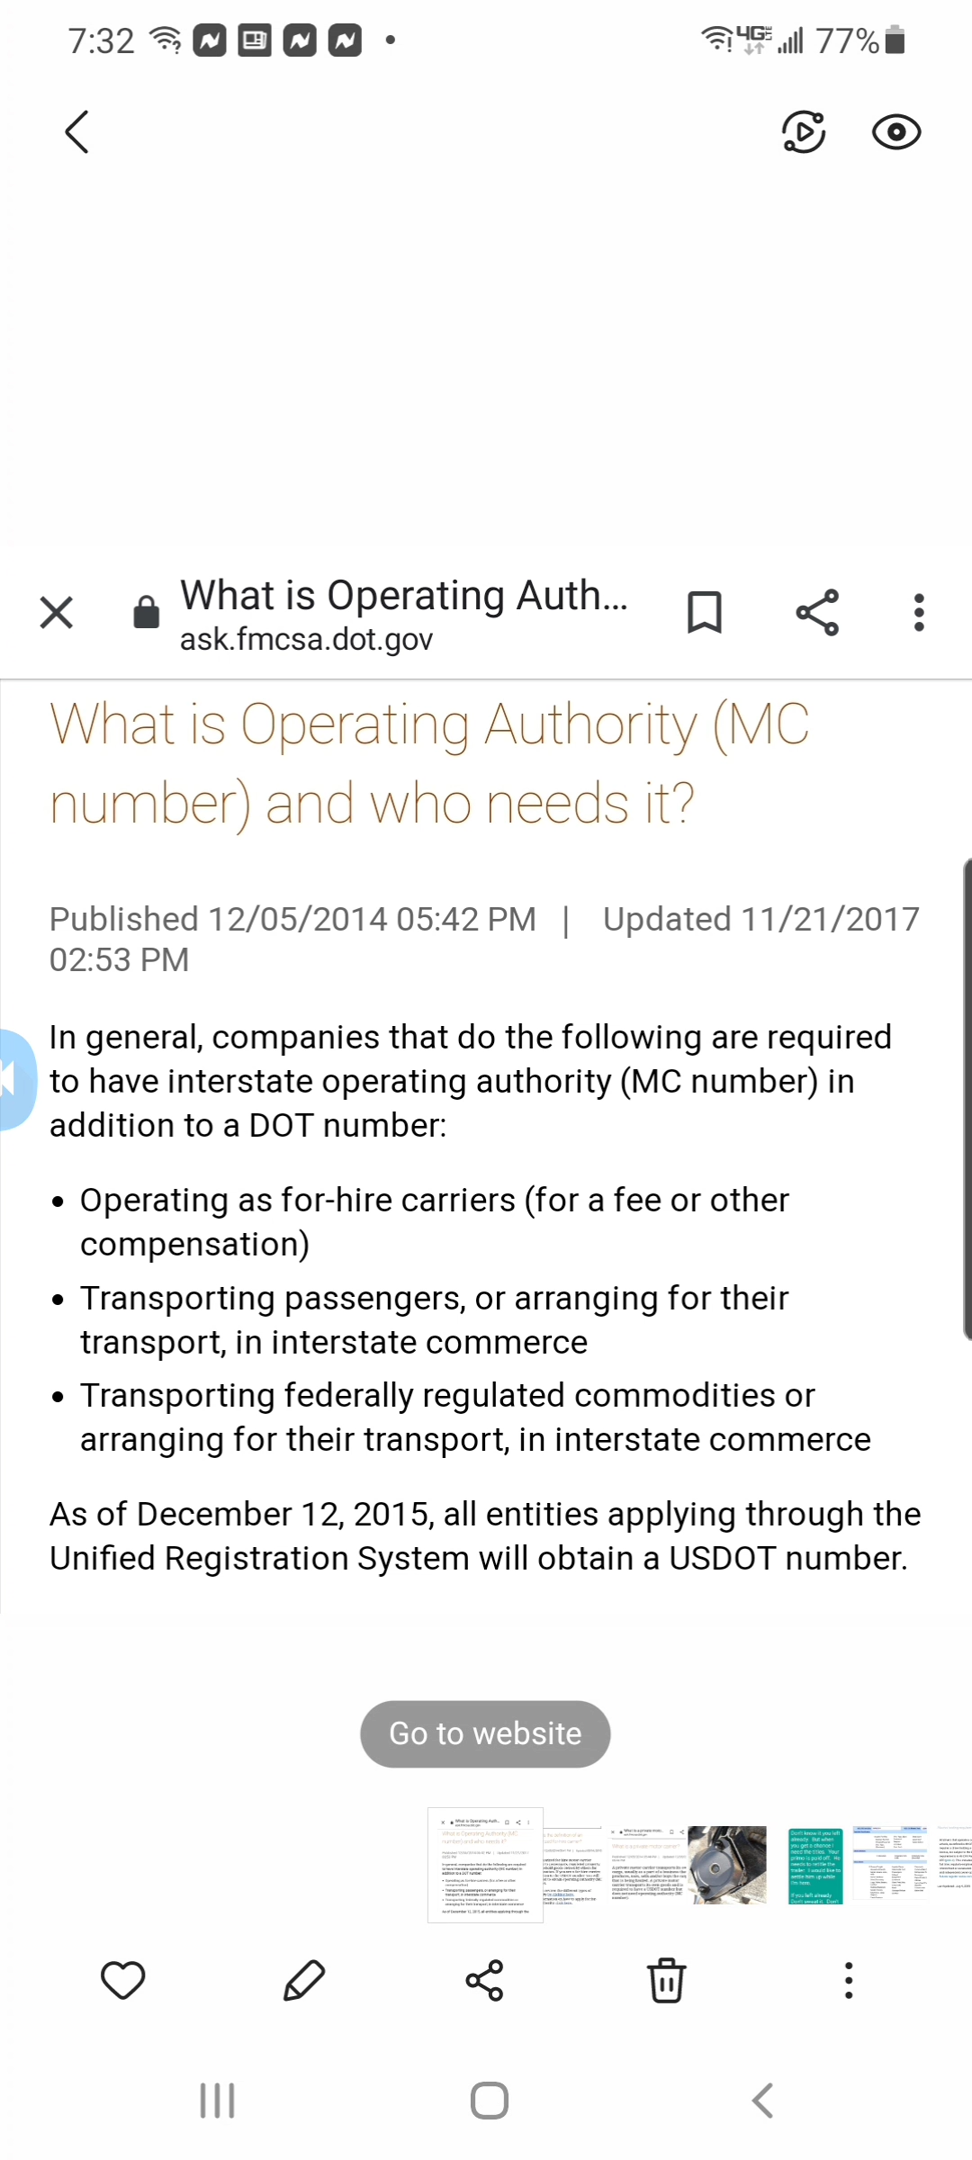 7:32
4G LTE 77%
What is Operating Auth...
ask.fmcsa.dot.gov
What is Operating Authority (MC
number) and who needs it?
Published 12/05/2014 05:42 PM | Updated 11/21/2017
02:53 PM
In general, companies that do the following are required
to have interstate operating authority (MC number) in
addition to a DOT number:
• Operating as for-hire carriers (for a fee or other
compensation)
• Transporting passengers, or arranging for their
transport, in interstate commerce
• Transporting federally regulated commodities or
arranging for their transport, in interstate commerce
As of December 12, 2015, all entities applying through the
Unified Registration System will obtain a USDOT number.
Go to website